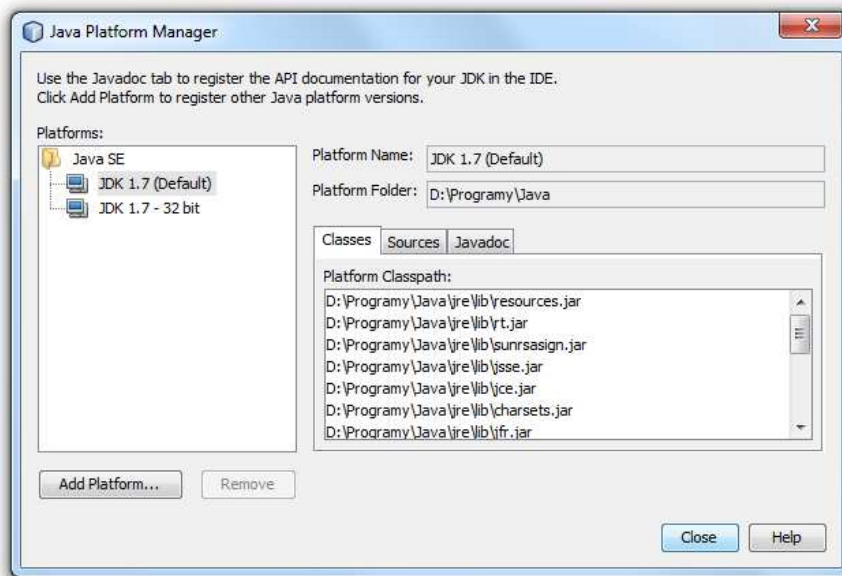 Java Platform Manager
Use the Javadoc tab to register the API documentation for your JDK in the IDE.
Click Add Platform to register other Java platform versions.
Platforms:
Java SE
JDK 1.7 (Default)
JDK 1.7 - 32 bit
Platform Name: JDK 1.7 (Default)
Platform Folder: D:\Programy\Java
Classes Sources Javadoc
Platform Classpath:
D:\Programy\Java\jre\lib\resources.jar
D:\Programy\Java\jre\lib\rt.jar
D:\Programy\Java\jre\lib\sunrsasign.jar
D:\Programy\Java\jre\lib\jsse.jar
D:\Programy\Java\jre\lib\jce.jar
D:\Programy\Java\jre\lib\charsets.jar
D:\Programy\Java\jre\lib\jfr.jar
Add Platform... Remove
Close Help